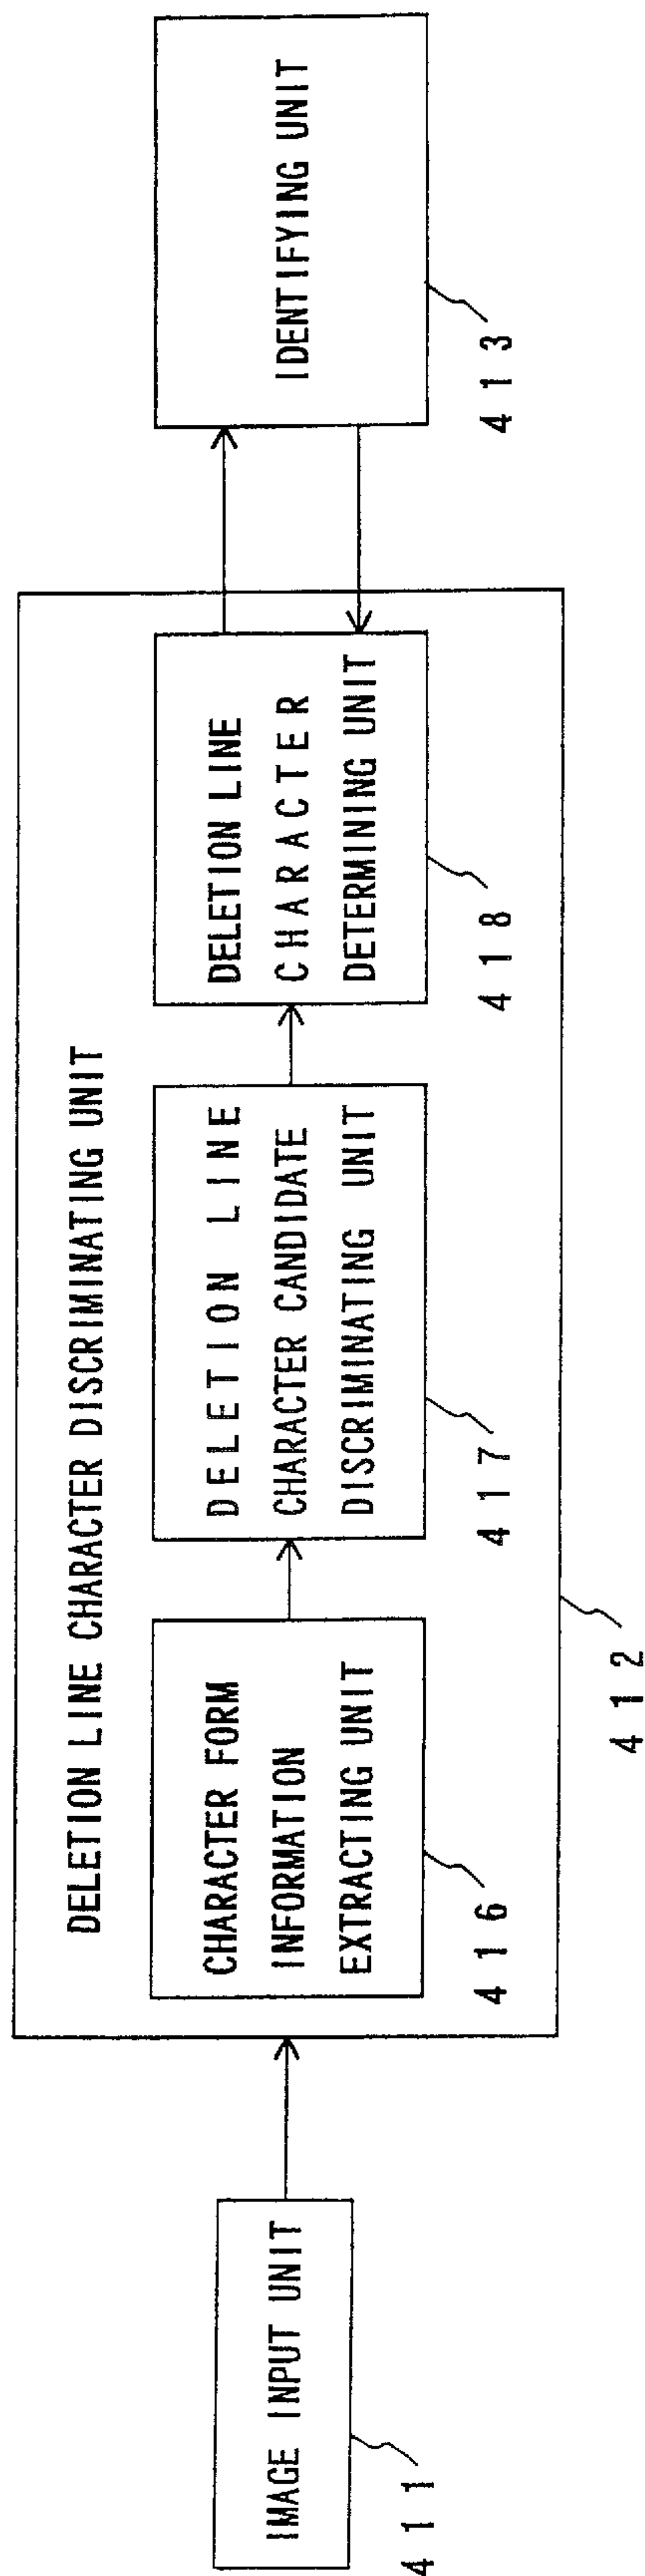 DELETION LINE CHARACTER DISCRIMINATING UNIT
IMAGE INPUT UNIT
411
CHARACTER FORM
INFORMATION
EXTRACTING UNIT
416
DELETION LINE
CHARACTER CANDIDATE
DISCRIMINATING UNIT
417
DELETION LINE
CHARACTER
DETERMINING UNIT
418
IDENTIFYING UNIT
413
412